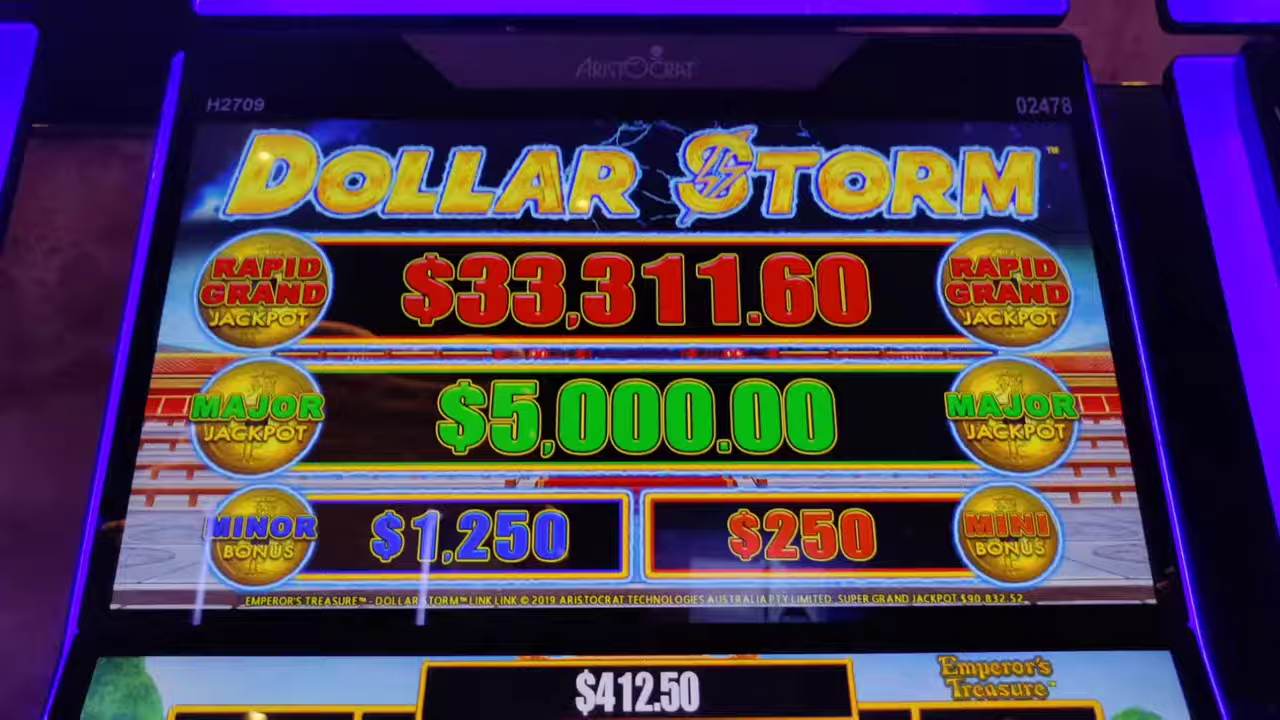 ARISTOCRAT
H2709 02478
DOLLAR STORM™
RAPID GRAND JACKPOT $33,311.60 RAPID GRAND JACKPOT
MAJOR JACKPOT $5,000.00 MAJOR JACKPOT
MINOR BONUS $1,250 $250 MINI BONUS
EMPEROR'S TREASURE™ - DOLLAR STORM™ LINK LINK © 2019 ARISTOCRAT TECHNOLOGIES AUSTRALIA PTY LIMITED. SUPER GRAND JACKPOT $90,832.52
$412.50
Emperor's
Treasure™